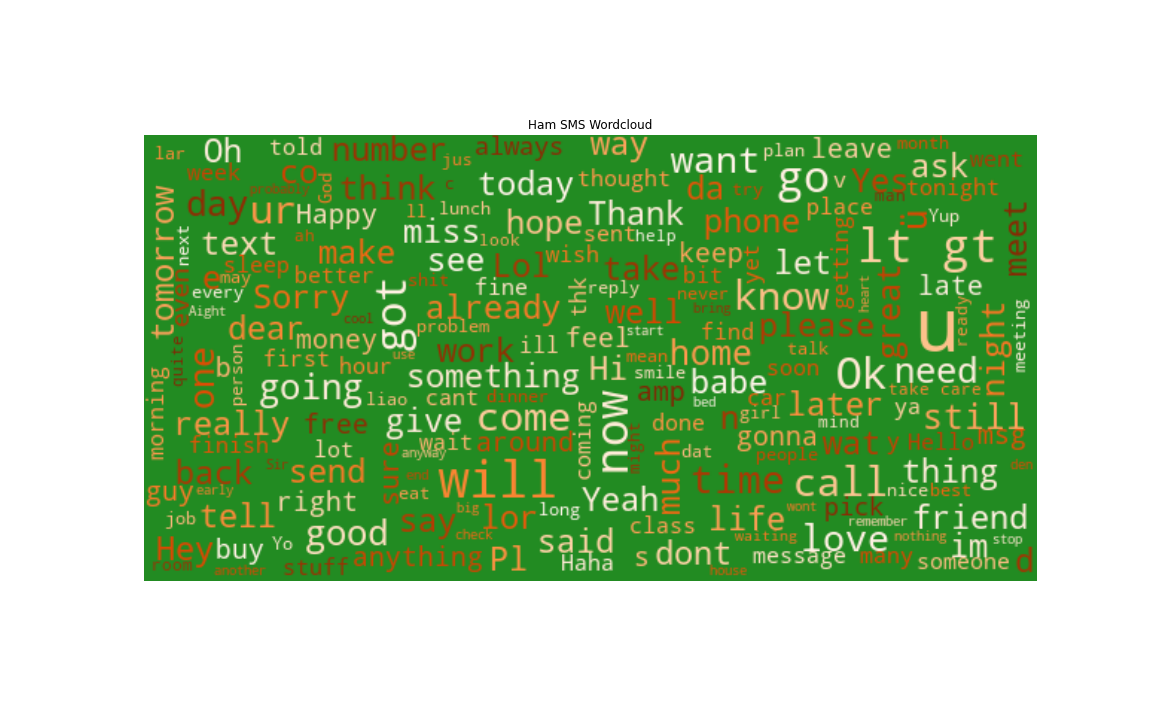 Ham SMS Wordcloud
lar Oh told number jus always way want plan leave month
week co God think c today thought da try go v Yes man ask went tonight
probably
tomorrow day ur Happy ll lunch hope Thank phone place ü Yup meet
next text ah make miss look sent help keep yet let getting lt gt
e may sleep better shit see Lol wish take bit
even every Sorry got fine thk reply never know heart great late
Aight cool already well bring ready
dear money problem feel start find please u night meeting
quite one b person first hour use work ill mean home talk
going liao something Hi smile babe soon Ok need
morning cant dinner amp bed car later take care
really free give come coming now done n girl mind ya still
finish lot sure wait around might dat gonna wat y Hello msg
anyway people
back Sir send and will much time call thing den
guy early right eat nice best
job tell good say big lor long Yeah class life wont pick friend
check remember
Hey buy Yo said waiting love nothing im stop
room another stuff anything Pl Haha s dont message many someone d
house